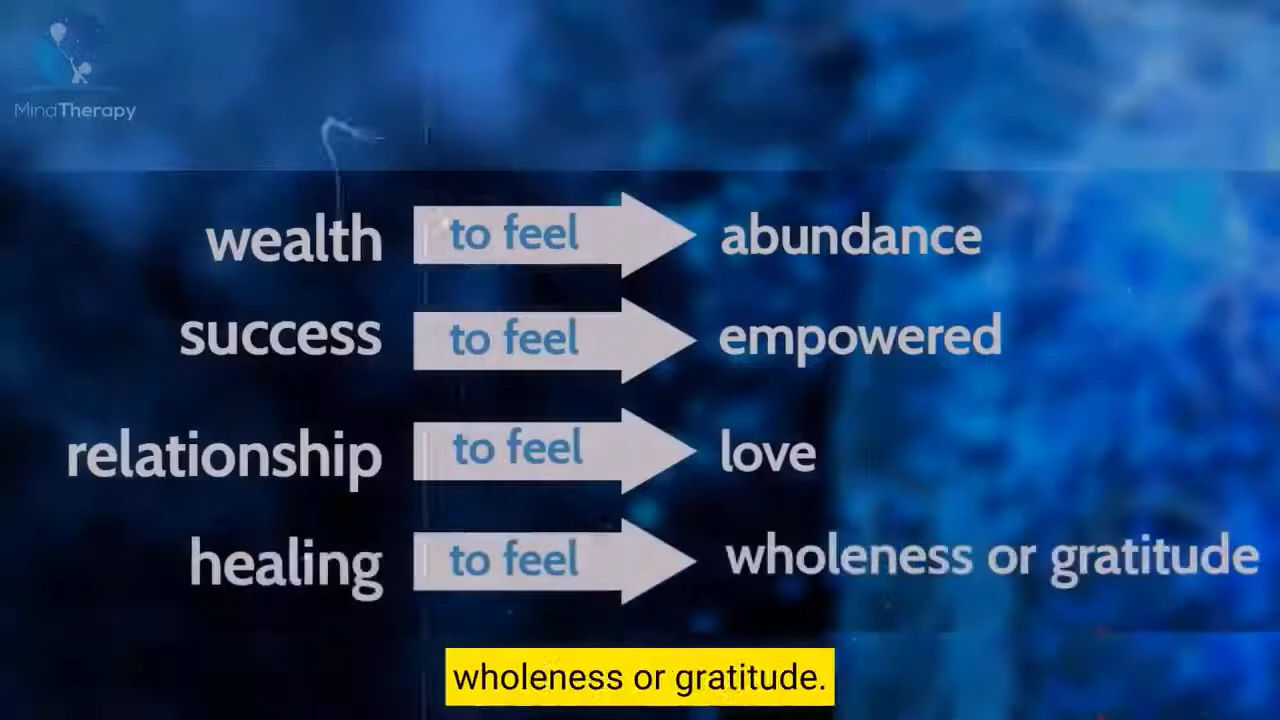 MindTherapy
wealth to feel abundance
success to feel empowered
relationship to feel love
healing to feel wholeness or gratitude
wholeness or gratitude.